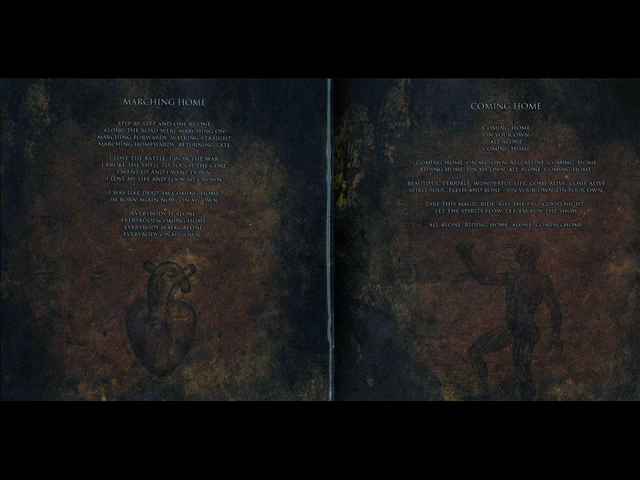 MARCHING HOME
STEP BY STEP AND ONE BY ONE
ALONG THE ROAD WERE MARCHING ON
MARCHING FORWARDS, WALKING STRAIGHT
MARCHING HOMEWARDS, RETURNING LATE
I LOST THE BATTLE, I WON THE WAR
I BROKE THE SHELL TO TOUCH THE CORE
I WENT UP AND I WENT DOWN
I LOST MY LIFE AND TOOK MY CROWN
I WAS LIKE DEAD, IM COMING HOME
IM BORN AGAIN NOW, ON MY OWN
EVERYBODY IS ALONE
EVERYBODYS COMING HOME
EVERYBODY WALKS ALONE
EVERYBODY ON HIS OWN
COMING HOME
COMING HOME
ON YOUR OWN
ALL ALONE
COMING HOME
COMING HOME, ON MY OWN, ALL ALONE, COMING HOME
RIDING HOME, ON MY OWN, ALL ALONE, COMING HOME
BEAUTIFUL, TERRIBLE, WONDERFUL LIFE, COME ALIVE, COME ALIVE
SPIRIT, SOUL, FLESH AND BONE - ON YOUR OWN, ON YOUR OWN
TAKE THIS MAGIC RIDE, KISS THE PAST GOOD NIGHT
LET THE SPIRITS FLOW, LET EM RUN THE SHOW
ALL ALONE, RIDING HOME, ALONE, COMING HOME